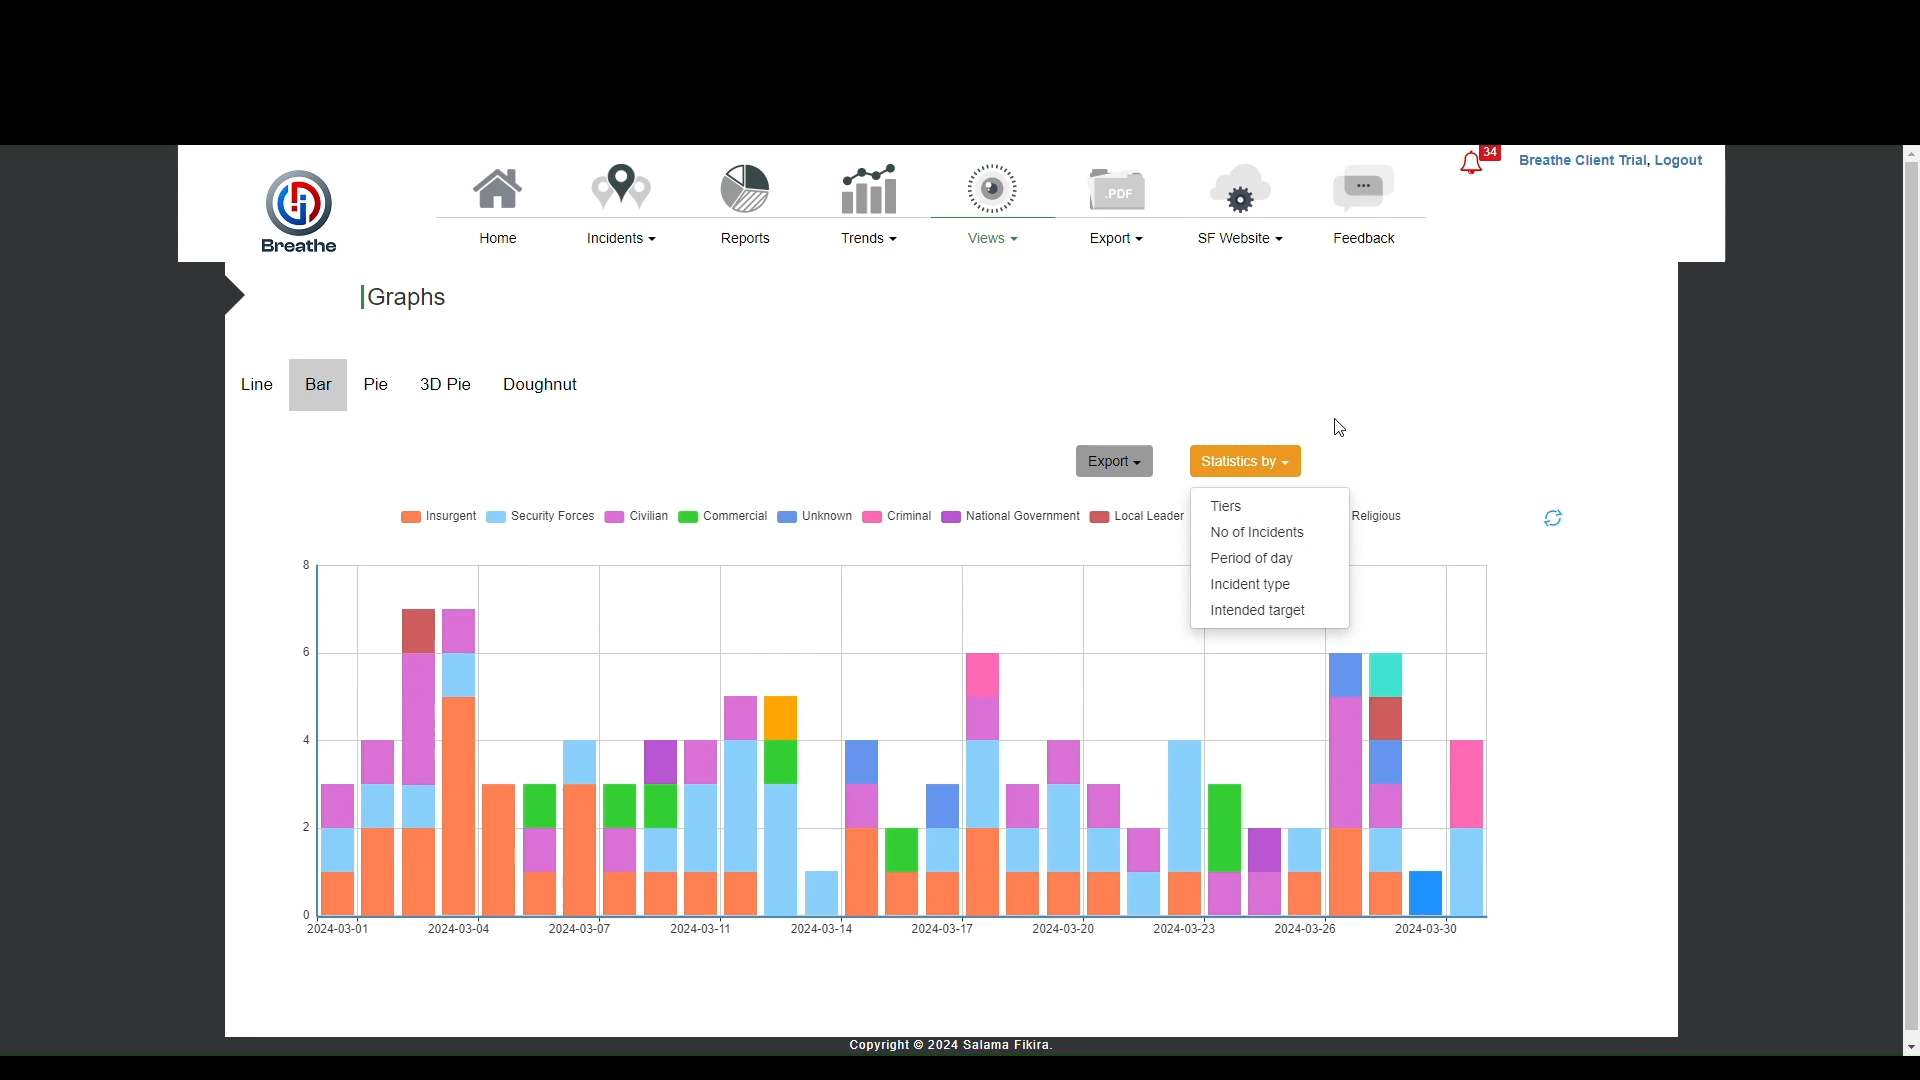 34
Breathe Client Trial, Logout
.PDF
Breathe
Home
Incidents
Reports
Trends
Views
Export
SF Website
Feedback
Graphs
Line
Bar
Pie
3D Pie
Doughnut
Export
Statistics by
Tiers
No of Incidents
Period of day
Incident type
Intended target
Insurgent
Security Forces
Civilian
Commercial
Unknown
Criminal
National Government
Local Leader
Religious
8
6
4
2
0
2024-03-01
2024-03-04
2024-03-07
2024-03-11
2024-03-14
2024-03-17
2024-03-20
2024-03-23
2024-03-26
2024-03-30
Copyright © 2024 Salama Fikira.